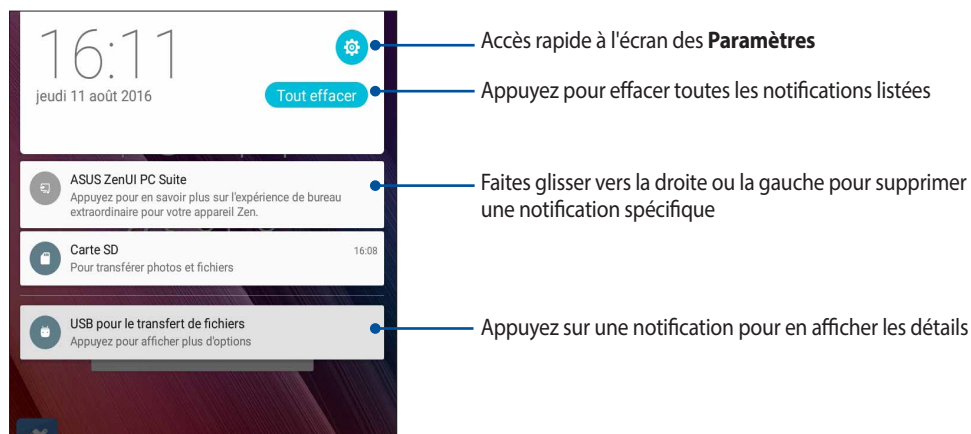 16:11
jeudi 11 août 2016
Tout effacer
ASUS ZenUI PC Suite
Appuyez pour en savoir plus sur l'expérience de bureau
extraordinaire pour votre appareil Zen.
Carte SD
16:08
Pour transférer photos et fichiers
USB pour le transfert de fichiers
Appuyez pour afficher plus d'options
Accès rapide à l'écran des Paramètres
Appuyez pour effacer toutes les notifications listées
Faites glisser vers la droite ou la gauche pour supprimer
une notification spécifique
Appuyez sur une notification pour en afficher les détails